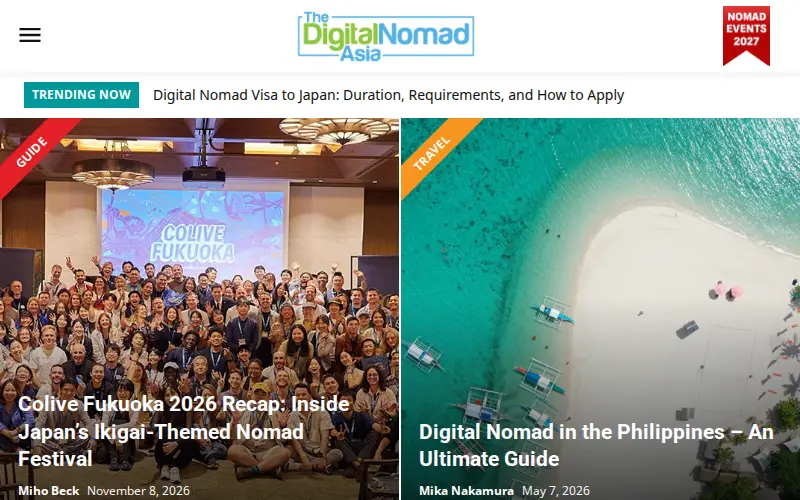 The
DigitalNomad
Asia
NOMAD
EVENTS
2027
TRENDING NOW
Digital Nomad Visa to Japan: Duration, Requirements, and How to Apply
GUIDE
COLIVE
FUKUOKA
Colive Fukuoka 2026 Recap: Inside
Japan’s Ikigai-Themed Nomad
Festival
Miho Beck November 8, 2026
TRAVEL
Digital Nomad in the Philippines – An
Ultimate Guide
Mika Nakamura May 7, 2026